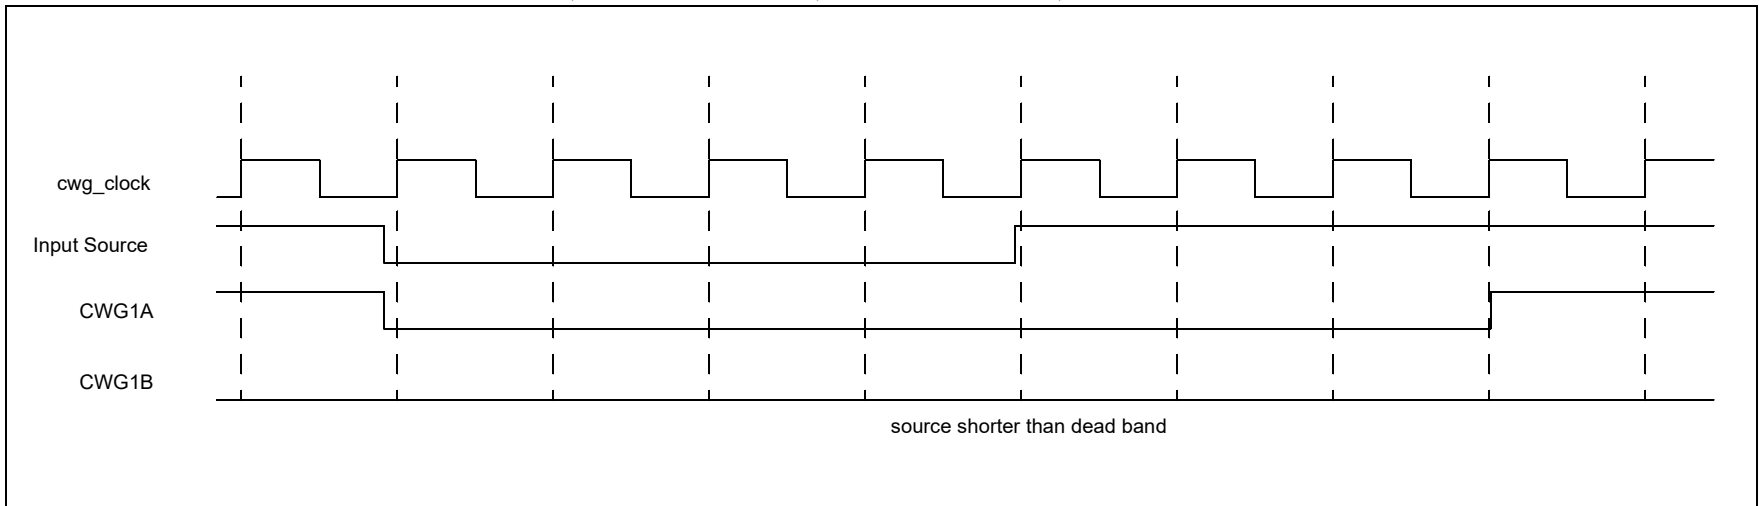 cwg_clock
Input Source
CWG1A
CWG1B
source shorter than dead band